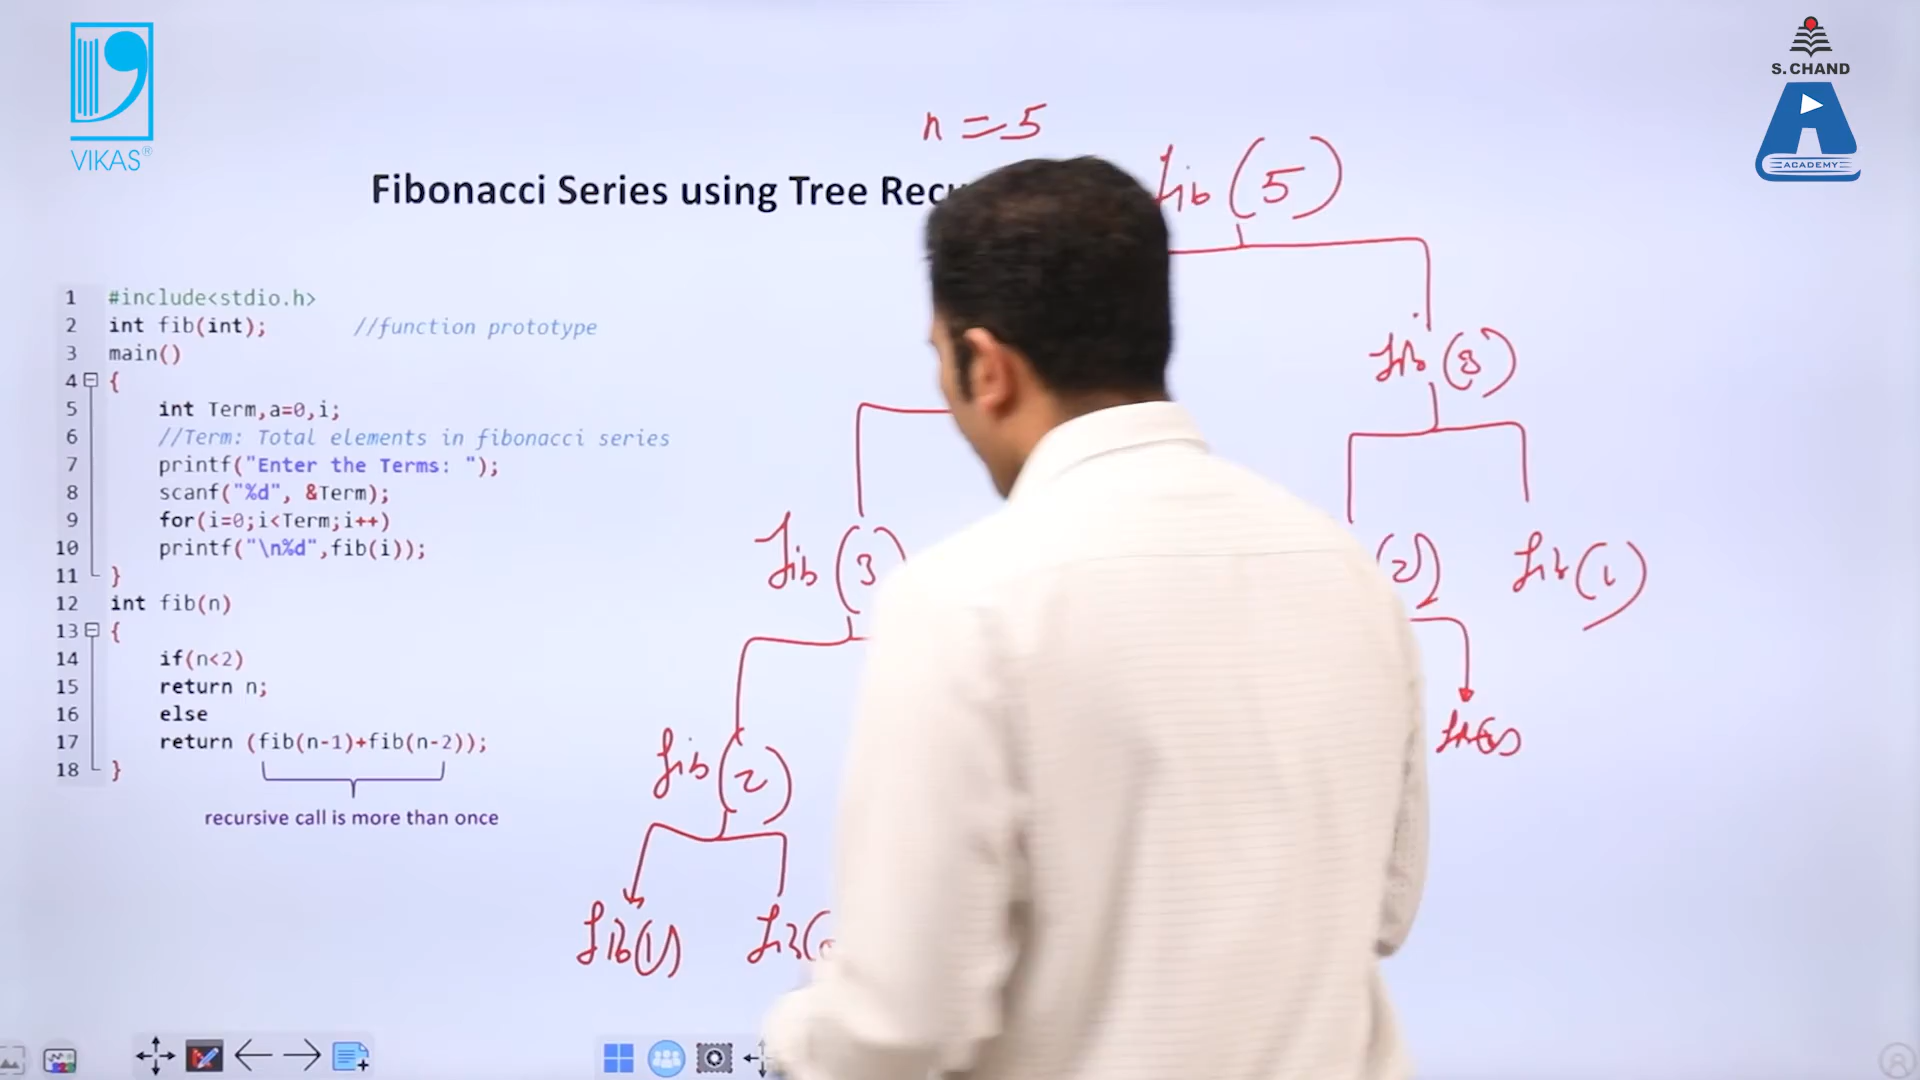 VIKAS®
S. CHAND
ACADEMY
n = 5
Fibonacci Series using Tree Recu
fib (5)
1 #include<stdio.h>
2 int fib(int); //function prototype
3 main()
4 {
5 int Term,a=0,i;
6 //Term: Total elements in fibonacci series
7 printf("Enter the Terms: ");
8 scanf("%d", &Term);
9 for(i=0;i<Term;i++)
10 printf("\n%d",fib(i));
11 }
12 int fib(n)
13 {
14 if(n<2)
15 return n;
16 else
17 return (fib(n-1)+fib(n-2));
18 }
recursive call is more than once
fib (3)
fib (3
(2)
fib (1)
fib (2)
fib(1)
fib(